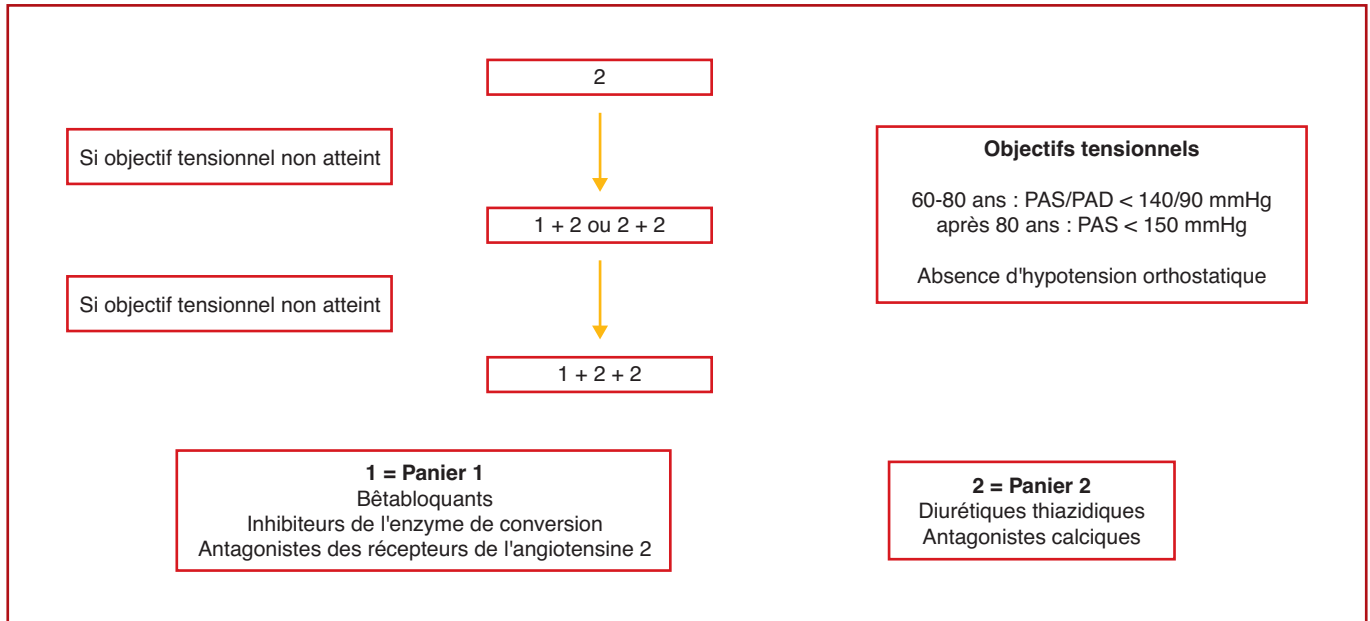 2
Si objectif tensionnel non atteint
Objectifs tensionnels
60-80 ans : PAS/PAD < 140/90 mmHg
après 80 ans : PAS < 150 mmHg
Absence d'hypotension orthostatique
1 + 2 ou 2 + 2
Si objectif tensionnel non atteint
1 + 2 + 2
1 = Panier 1
Bêtabloquants
Inhibiteurs de l'enzyme de conversion
Antagonistes des récepteurs de l'angiotensine 2
2 = Panier 2
Diurétiques thiazidiques
Antagonistes calciques